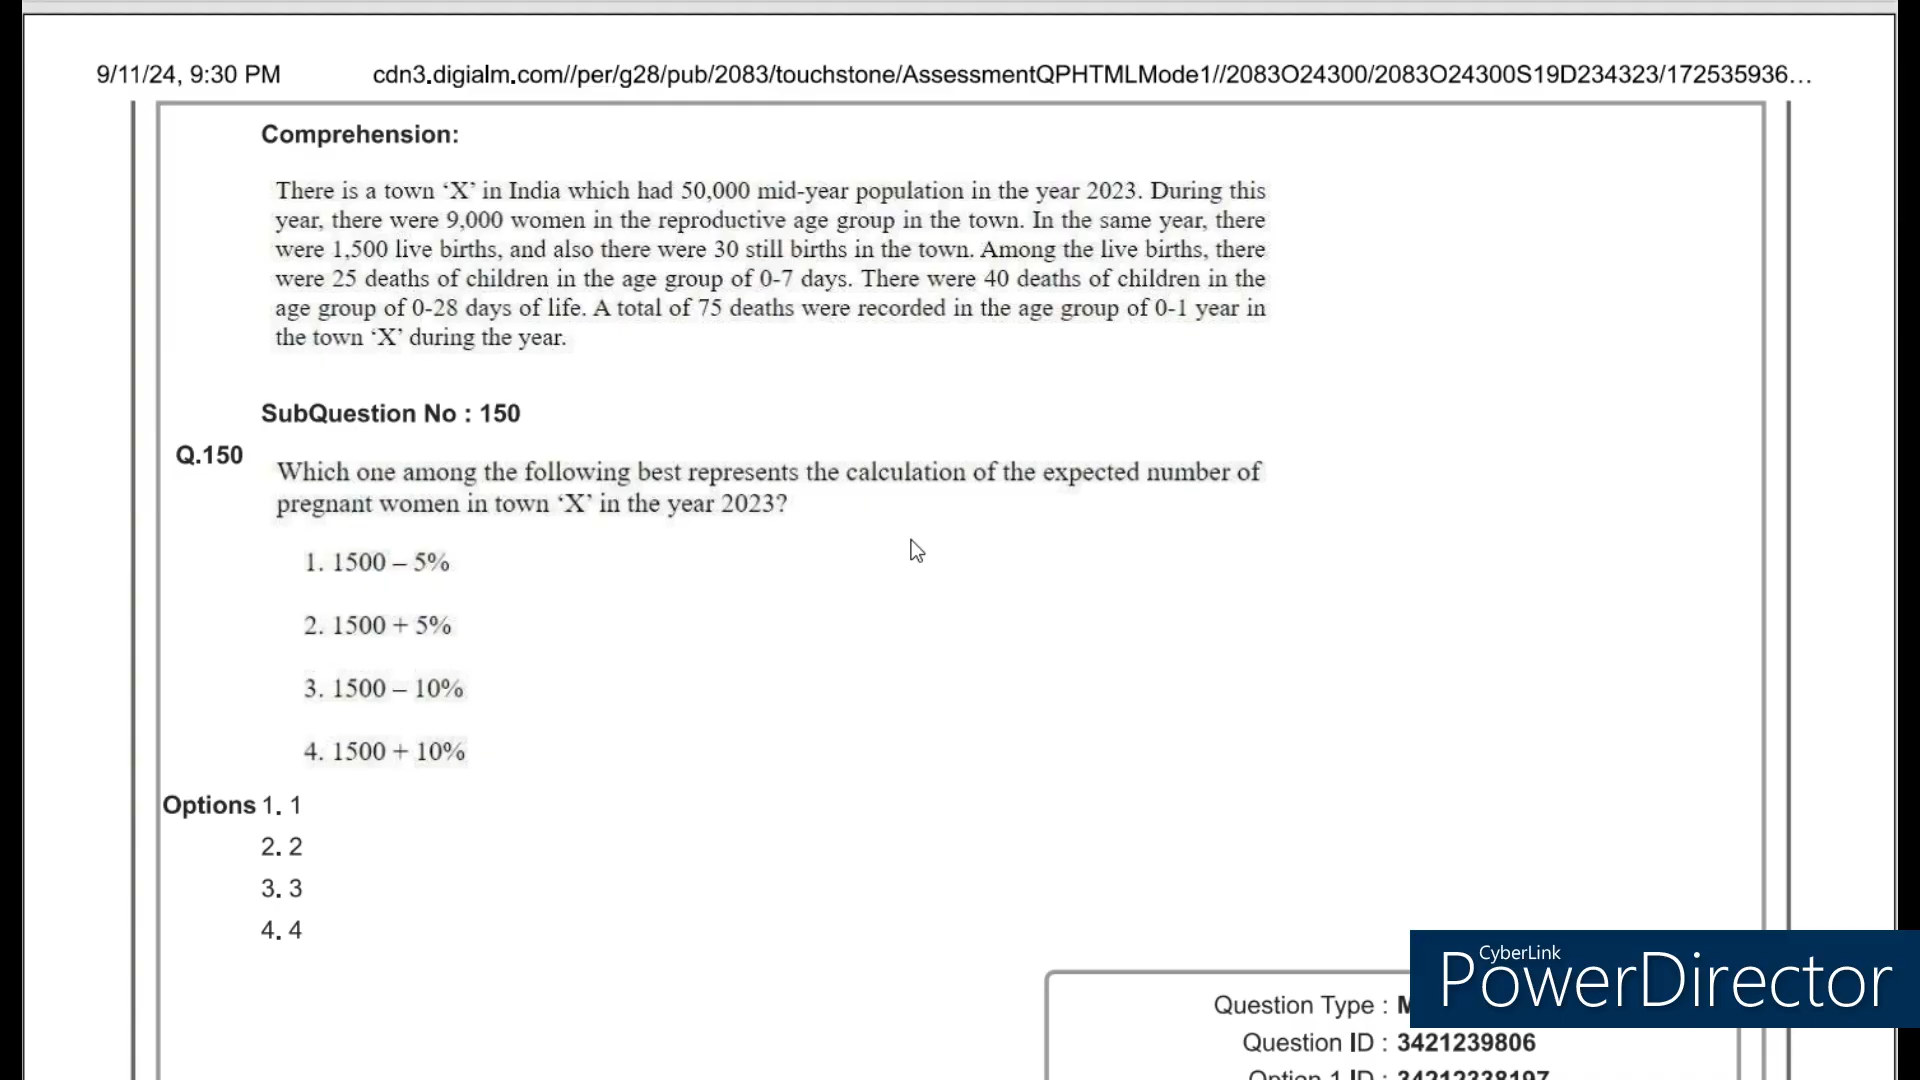 9/11/24, 9:30 PM cdn3.digialm.com//per/g28/pub/2083/touchstone/AssessmentQPHTMLMode1//2083O24300/2083O24300S19D234323/172535936…
Comprehension:
There is a town ‘X’ in India which had 50,000 mid-year population in the year 2023. During this
year, there were 9,000 women in the reproductive age group in the town. In the same year, there
were 1,500 live births, and also there were 30 still births in the town. Among the live births, there
were 25 deaths of children in the age group of 0-7 days. There were 40 deaths of children in the
age group of 0-28 days of life. A total of 75 deaths were recorded in the age group of 0-1 year in
the town ‘X’ during the year.
SubQuestion No : 150
Q.150 Which one among the following best represents the calculation of the expected number of
pregnant women in town ‘X’ in the year 2023?
1. 1500 – 5%
2. 1500 + 5%
3. 1500 – 10%
4. 1500 + 10%
Options 1. 1
2. 2
3. 3
4. 4
CyberLink
PowerDirector
Question Type :
Question ID : 3421239806
Option 1 ID : 34212338197